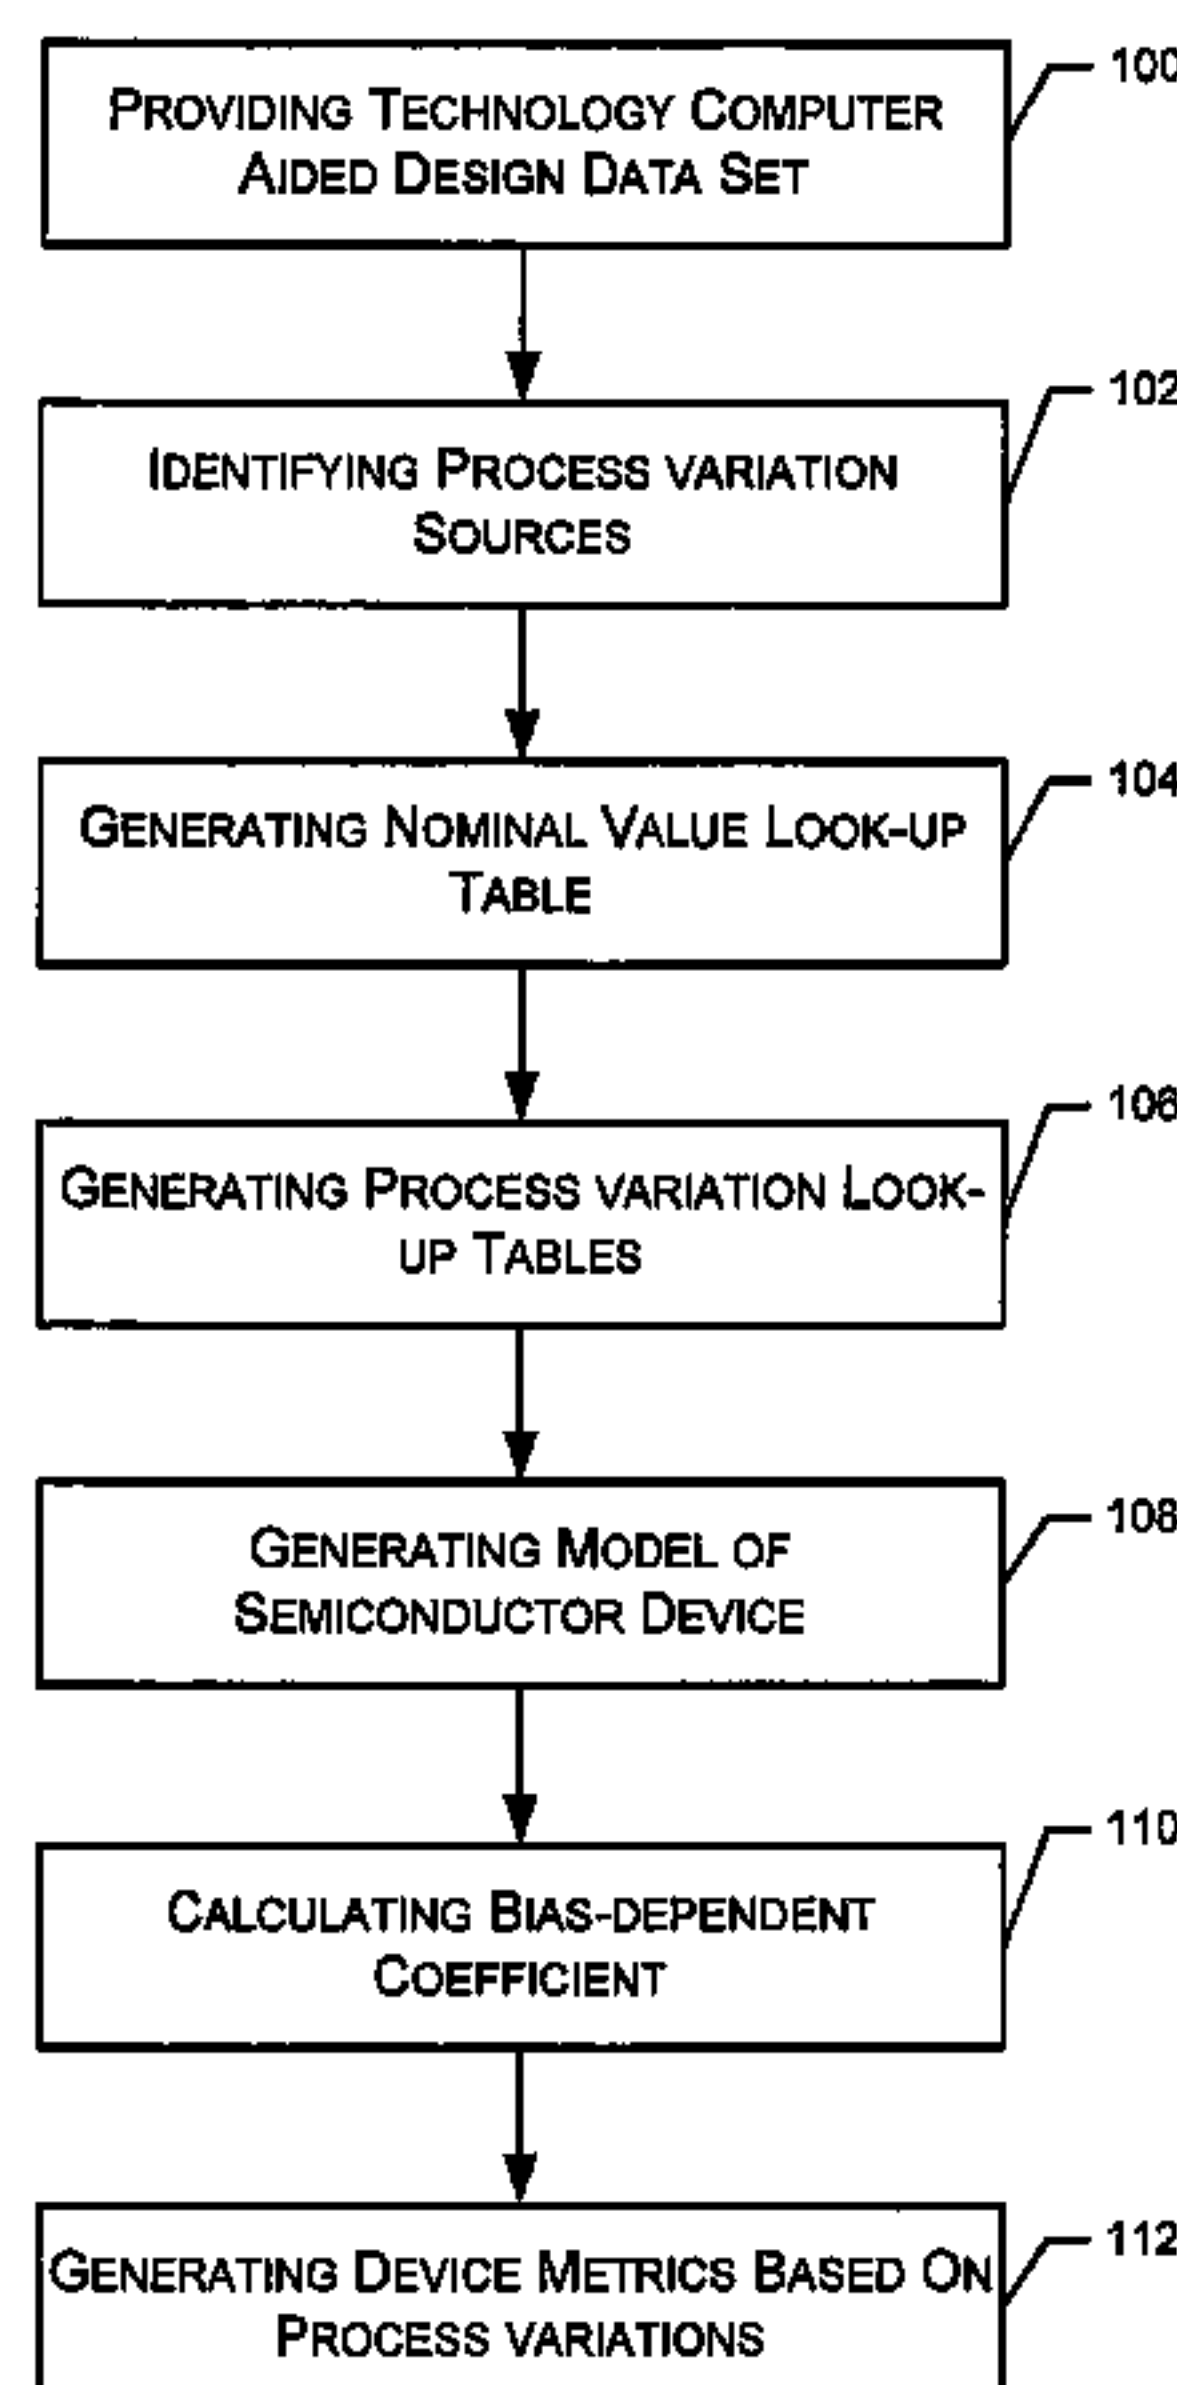 PROVIDING TECHNOLOGY COMPUTER
AIDED DESIGN DATA SET
100
IDENTIFYING PROCESS VARIATION
SOURCES
102
GENERATING NOMINAL VALUE LOOK-UP
TABLE
104
GENERATING PROCESS VARIATION LOOK-
UP TABLES
106
GENERATING MODEL OF
SEMICONDUCTOR DEVICE
108
CALCULATING BIAS-DEPENDENT
COEFFICIENT
110
GENERATING DEVICE METRICS BASED ON
PROCESS VARIATIONS
112